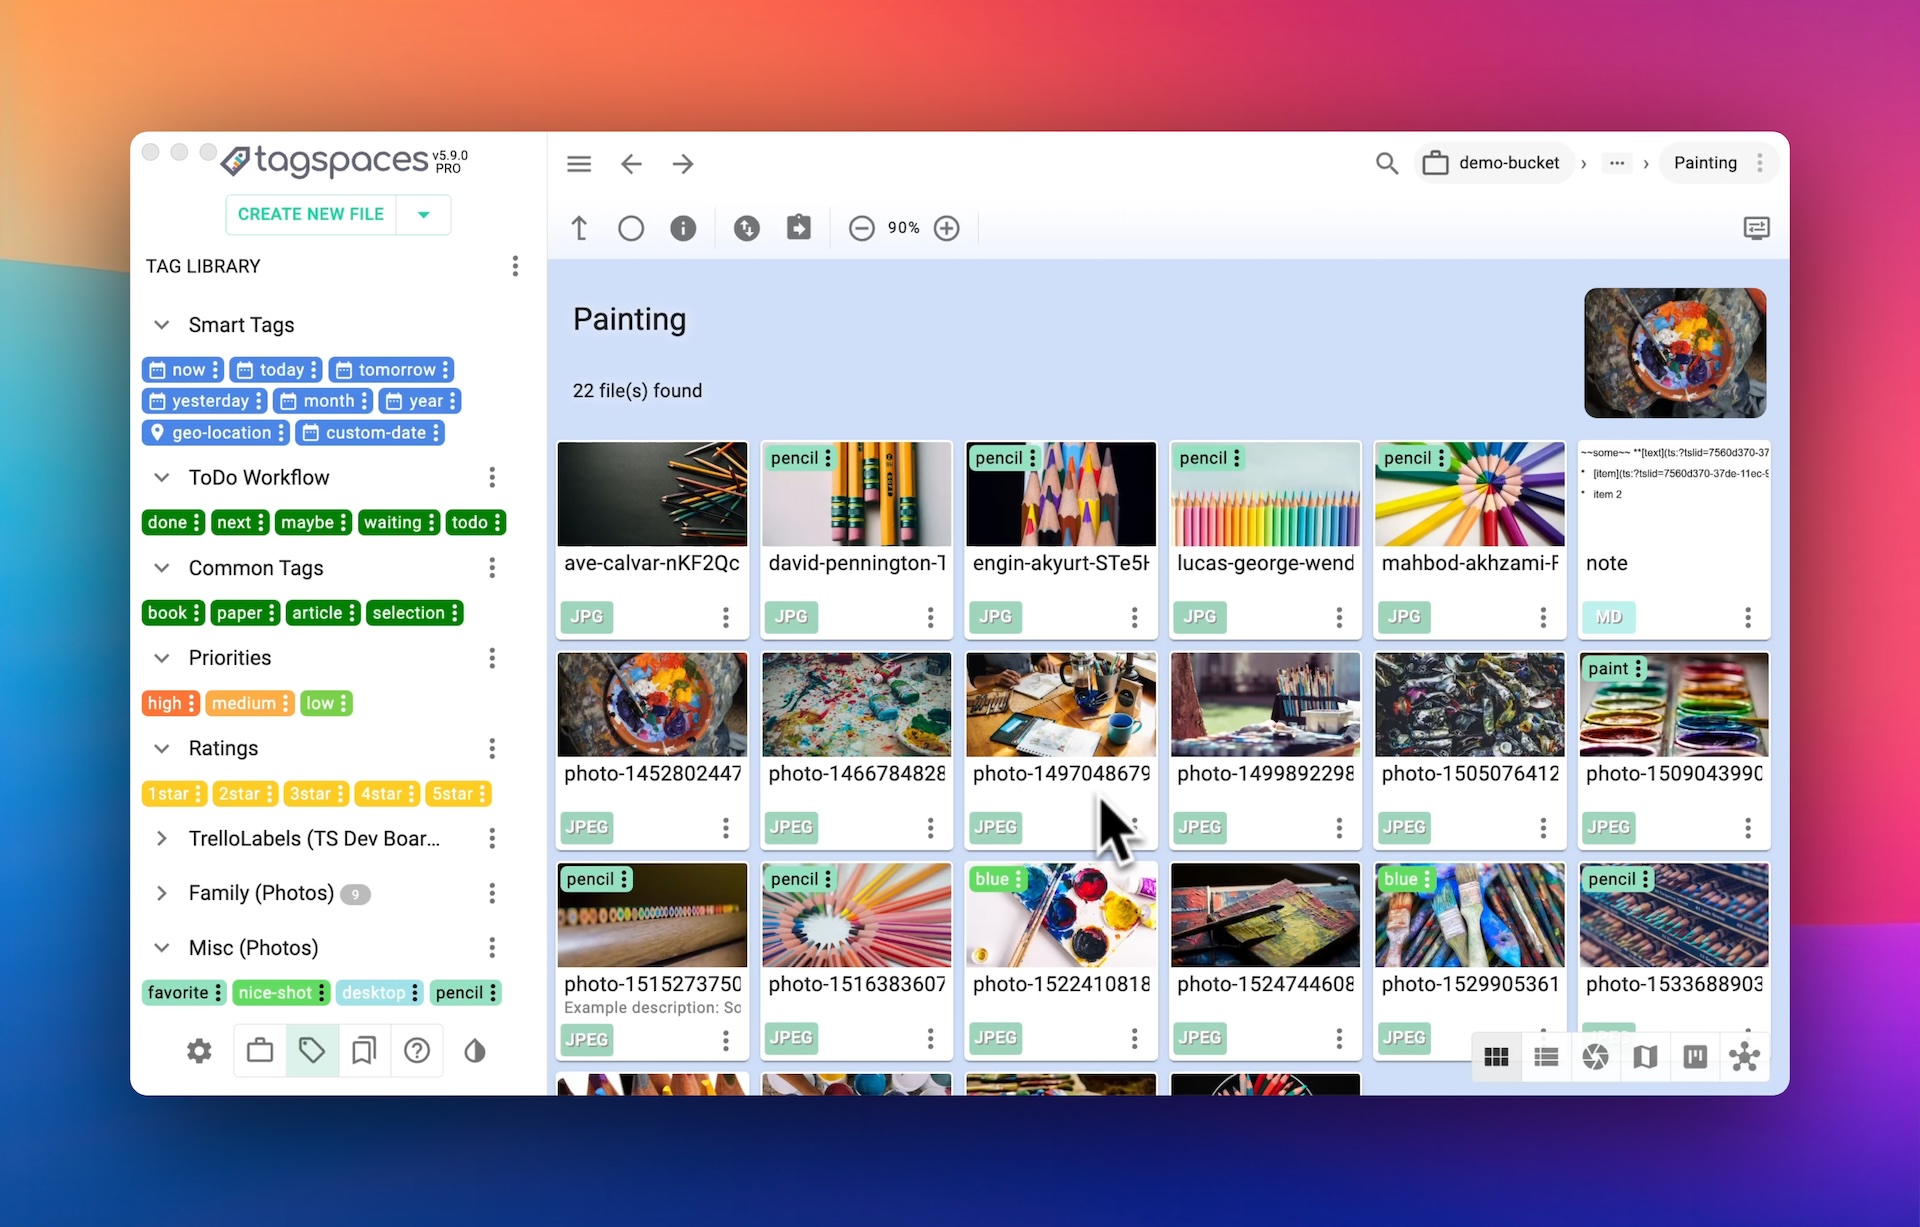 tagspaces v5.9.0 PRO
CREATE NEW FILE
TAG LIBRARY
Smart Tags
now today tomorrow
yesterday month year
geo-location custom-date
ToDo Workflow
done next maybe waiting todo
Common Tags
book paper article selection
Priorities
high medium low
Ratings
1star 2star 3star 4star 5star
TrelloLabels (TS Dev Boar...
Family (Photos) 9
Misc (Photos)
favorite nice-shot desktop pencil
demo-bucket › ... › Painting
90%
Painting
22 file(s) found
ave-calvar-nKF2Qc
JPG
pencil
david-pennington-T
JPG
pencil
engin-akyurt-STe5H
JPG
pencil
lucas-george-wend
JPG
pencil
mahbod-akhzami-F
JPG
~~some~~ **[text](ts:?tslid=7560d370-37
* [item](ts:?tslid=7560d370-37de-11ec-9
* item 2
note
MD
photo-1452802447
JPEG
photo-1466784828
JPEG
photo-1497048679
JPEG
photo-1499892298
JPEG
photo-1505076412
JPEG
paint
photo-1509043990
JPEG
pencil
photo-1515273750
Example description: So
JPEG
pencil
photo-1516383607
JPEG
blue
photo-1522410818
JPEG
photo-1524744608
JPEG
blue
photo-1529905361
JPEG
pencil
photo-1533688903
JPEG